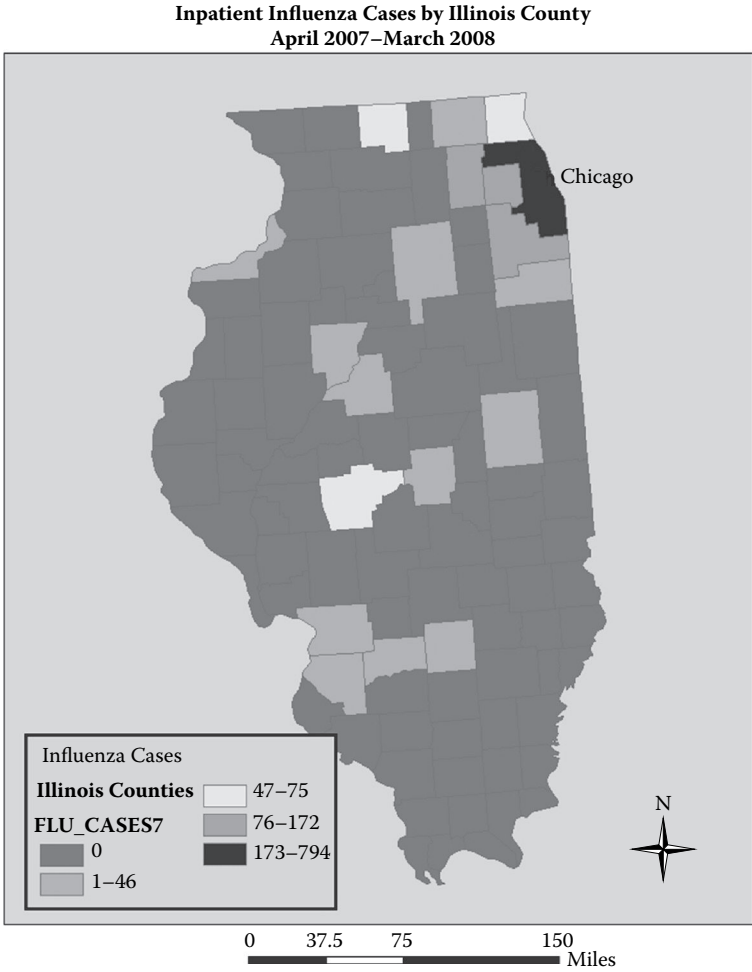 Inpatient Influenza Cases by Illinois County
April 2007–March 2008
Chicago
Influenza Cases
Illinois Counties
FLU_CASES7
0
1–46
47–75
76–172
173–794
N
0 37.5 75 150
Miles